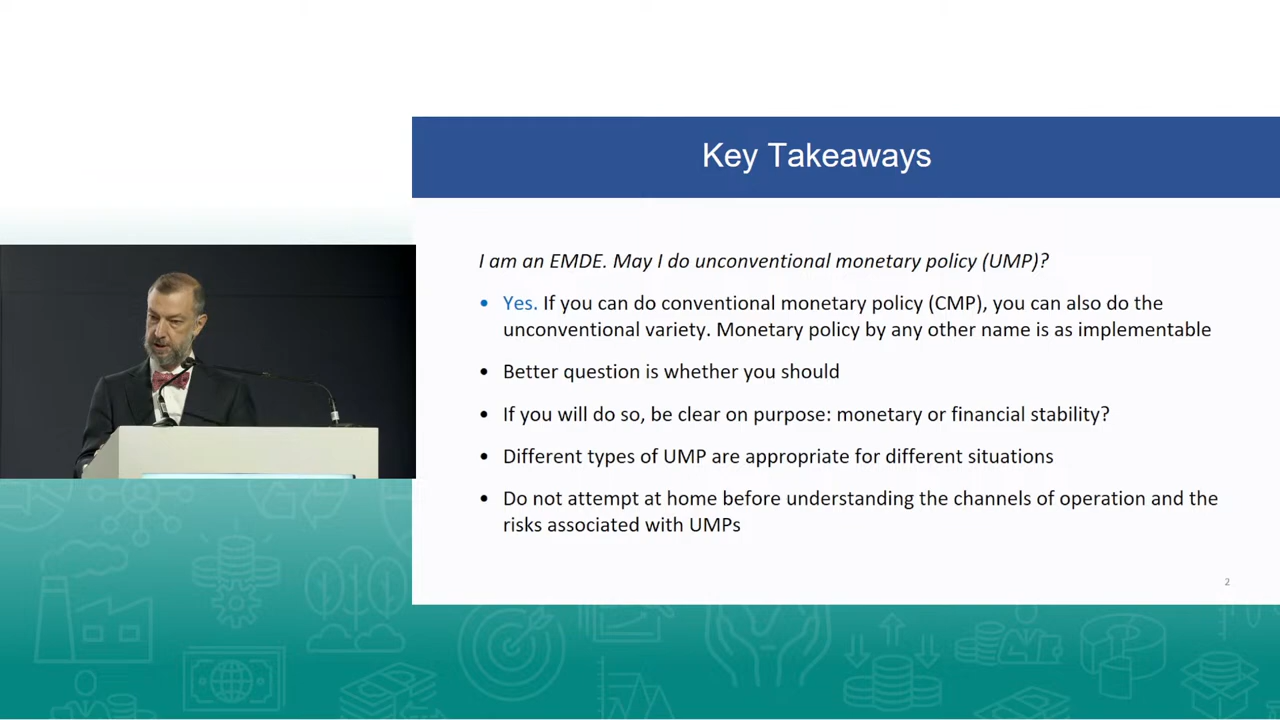 Key Takeaways
I am an EMDE. May I do unconventional monetary policy (UMP)?
• Yes. If you can do conventional monetary policy (CMP), you can also do the
unconventional variety. Monetary policy by any other name is as implementable
• Better question is whether you should
• If you will do so, be clear on purpose: monetary or financial stability?
• Different types of UMP are appropriate for different situations
• Do not attempt at home before understanding the channels of operation and the
risks associated with UMPs
2